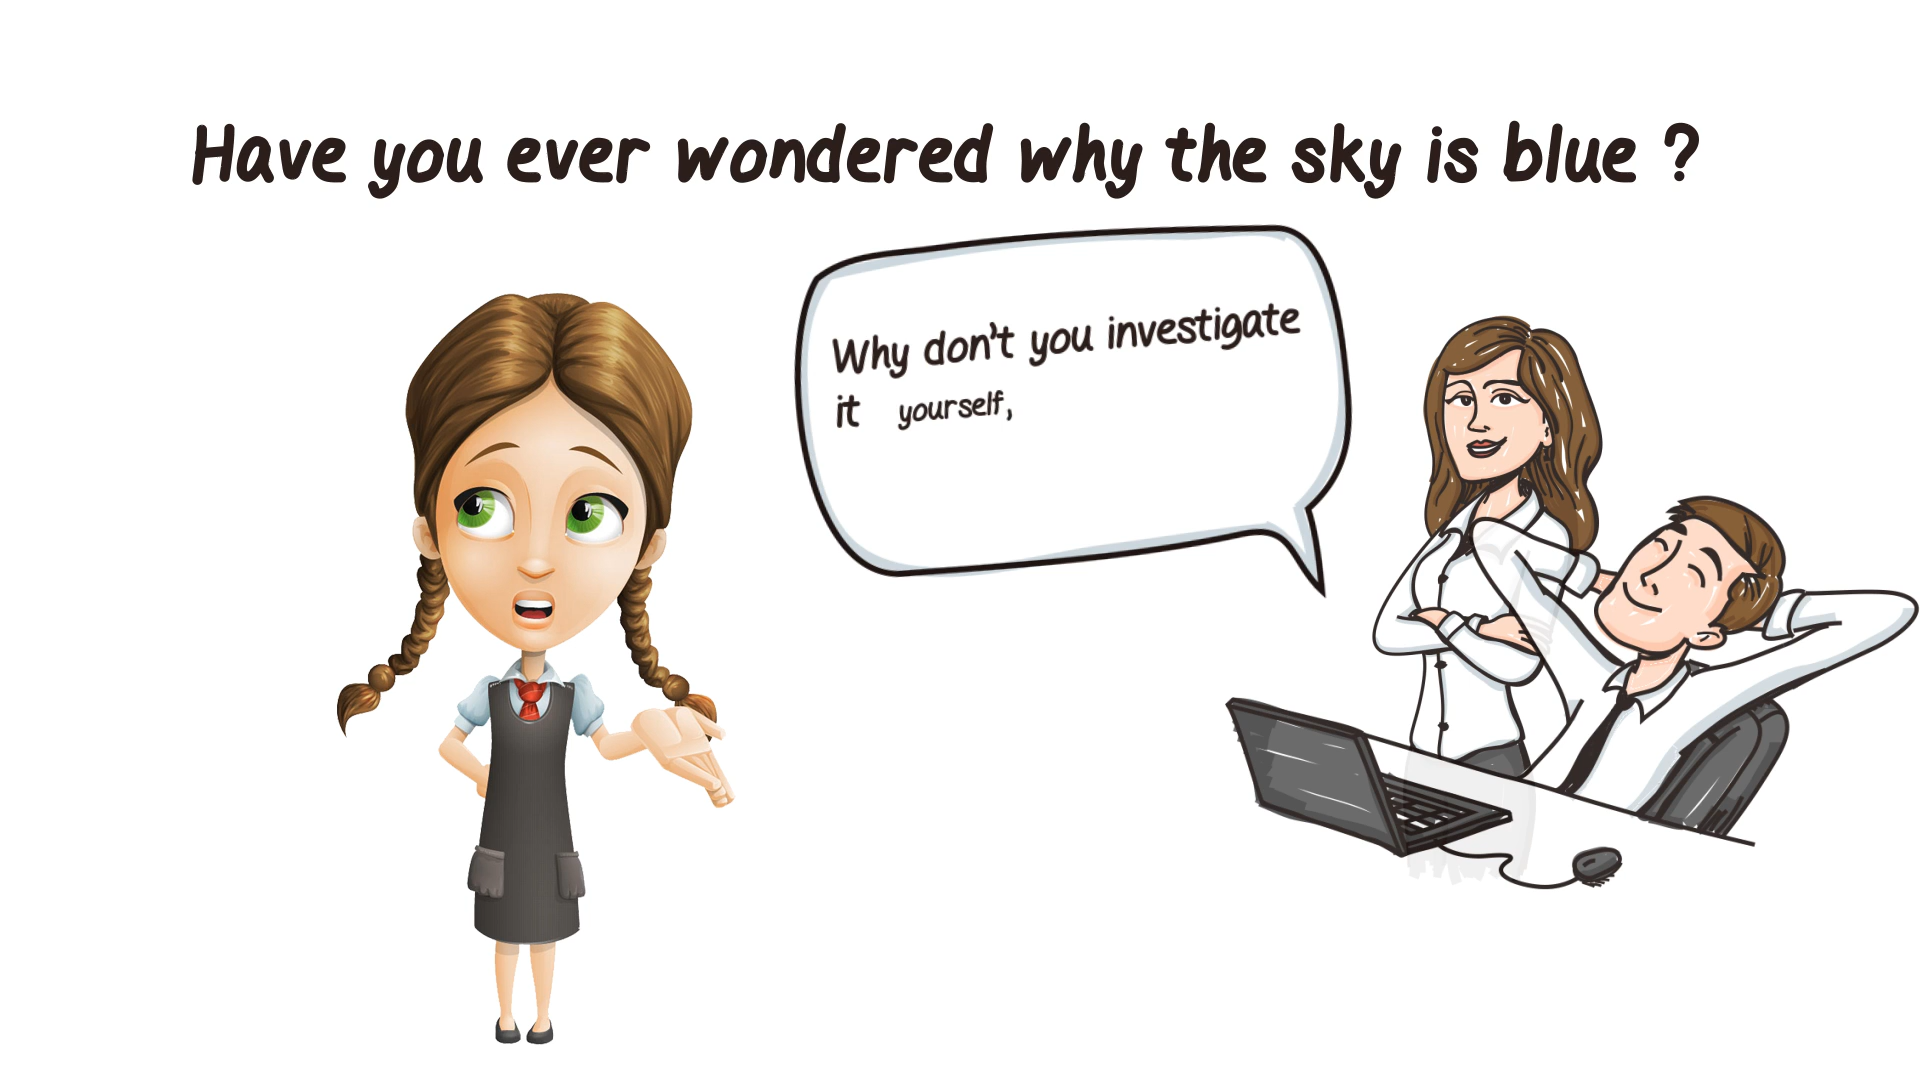 Have you ever wondered why the sky is blue ?
Why don't you investigate
it yourself,